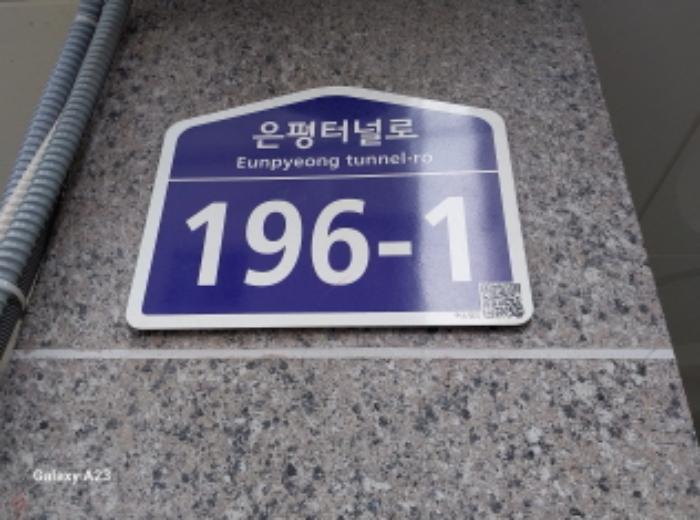 은평터널로
Eunpyeong tunnel-ro
196-1
Galaxy A23